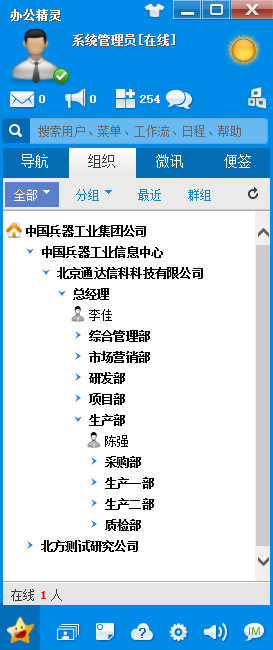 办公精灵
系统管理员[在线]
0 0 254
搜索用户、菜单、工作流、日程、帮助
导航 组织 微讯 便签
全部 分组 最近 群组
中国兵器工业集团公司
中国兵器工业信息中心
北京通达信科科技有限公司
总经理
李佳
综合管理部
市场营销部
研发部
项目部
生产部
陈强
采购部
生产一部
生产二部
质检部
北方测试研究公司
在线 1 人
IM